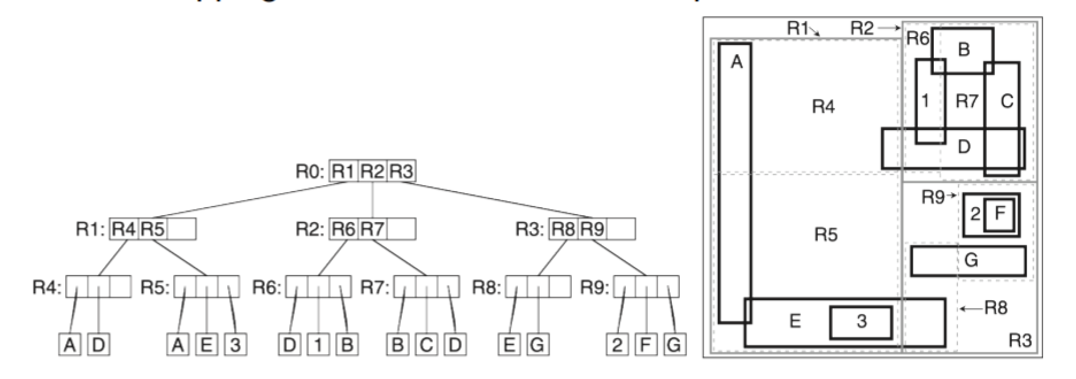 R0: R1 R2 R3
R1: R4 R5
R2: R6 R7
R3: R8 R9
R4:
R5:
R6:
R7:
R8:
R9:
A D
A E 3
D 1 B
B C D
E G
2 F G
R1 R2
R6
A
B
R4
1
R7
C
D
R9
2
F
R5
G
E
3
R8
R3